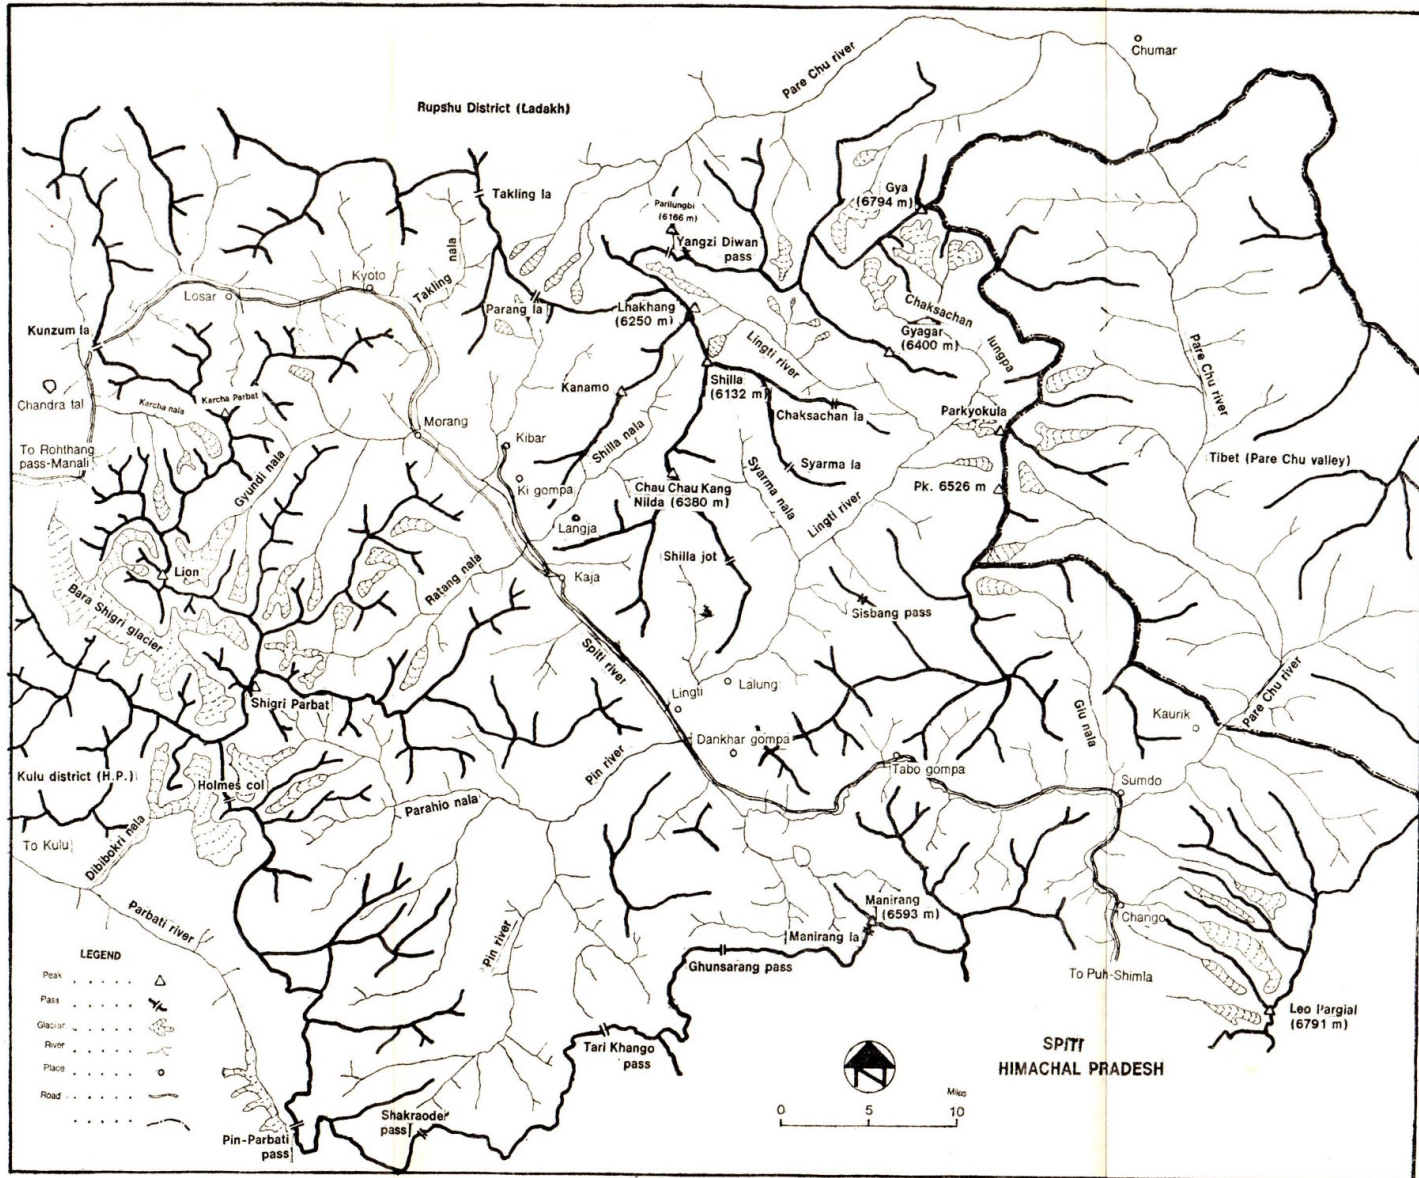 Chumar
Pare Chu river
Rupshu District (Ladakh)
Takling la
Gya
(6794 m)
Parilungbi
(6166 m)
Yangzi Diwan
pass
Takling nala
Kyoto
Losar
Parang la
Lhakhang
(6250 m)
Chaksachan
lungpa
Gyagar
(6400 m)
Lingti river
Kunzum la
Pare Chu river
Chandra tal
Karcha nala
Karcha Parbat
Kanamo
Shilla
(6132 m)
Chaksachan la
Parkyokula
Morang
Kibar
To Rohthang
pass-Manali
Gyundi nala
Shilla nala
Syarma la
Syarma nala
Tibet (Pare Chu valley)
Ki gompa
Chau Chau Kang
Nilda (6380 m)
Pk. 6526 m
Lingti river
Langja
Shilla jot
Lion
Ratang nala
Kaja
Bara Shigri glacier
Sisbang pass
Spiti river
Lalung
Lingti
Shigri Parbat
Giu nala
Kaurik
Pare Chu river
Dankhar gompa
Pin river
Tabo gompa
Kulu district (H.P.)
Holmes col
Sumdo
Parahio nala
To Kulu
Dibibokri nala
Parbati river
Manirang
(6593 m)
Chango
Manirang la
Pin river
Ghunsarang pass
To Puh-Shimla
LEGEND
Peak . . . . .
Pass . . . . .
Glacier . . . . .
River . . . . .
Place . . . . .
Road . . . . .
. . . . .
Leo Pargial
(6791 m)
Tari Khango
pass
SPITI
HIMACHAL PRADESH
N
Miles
0 5 10
Shakraode
pass
Pin-Parbati
pass